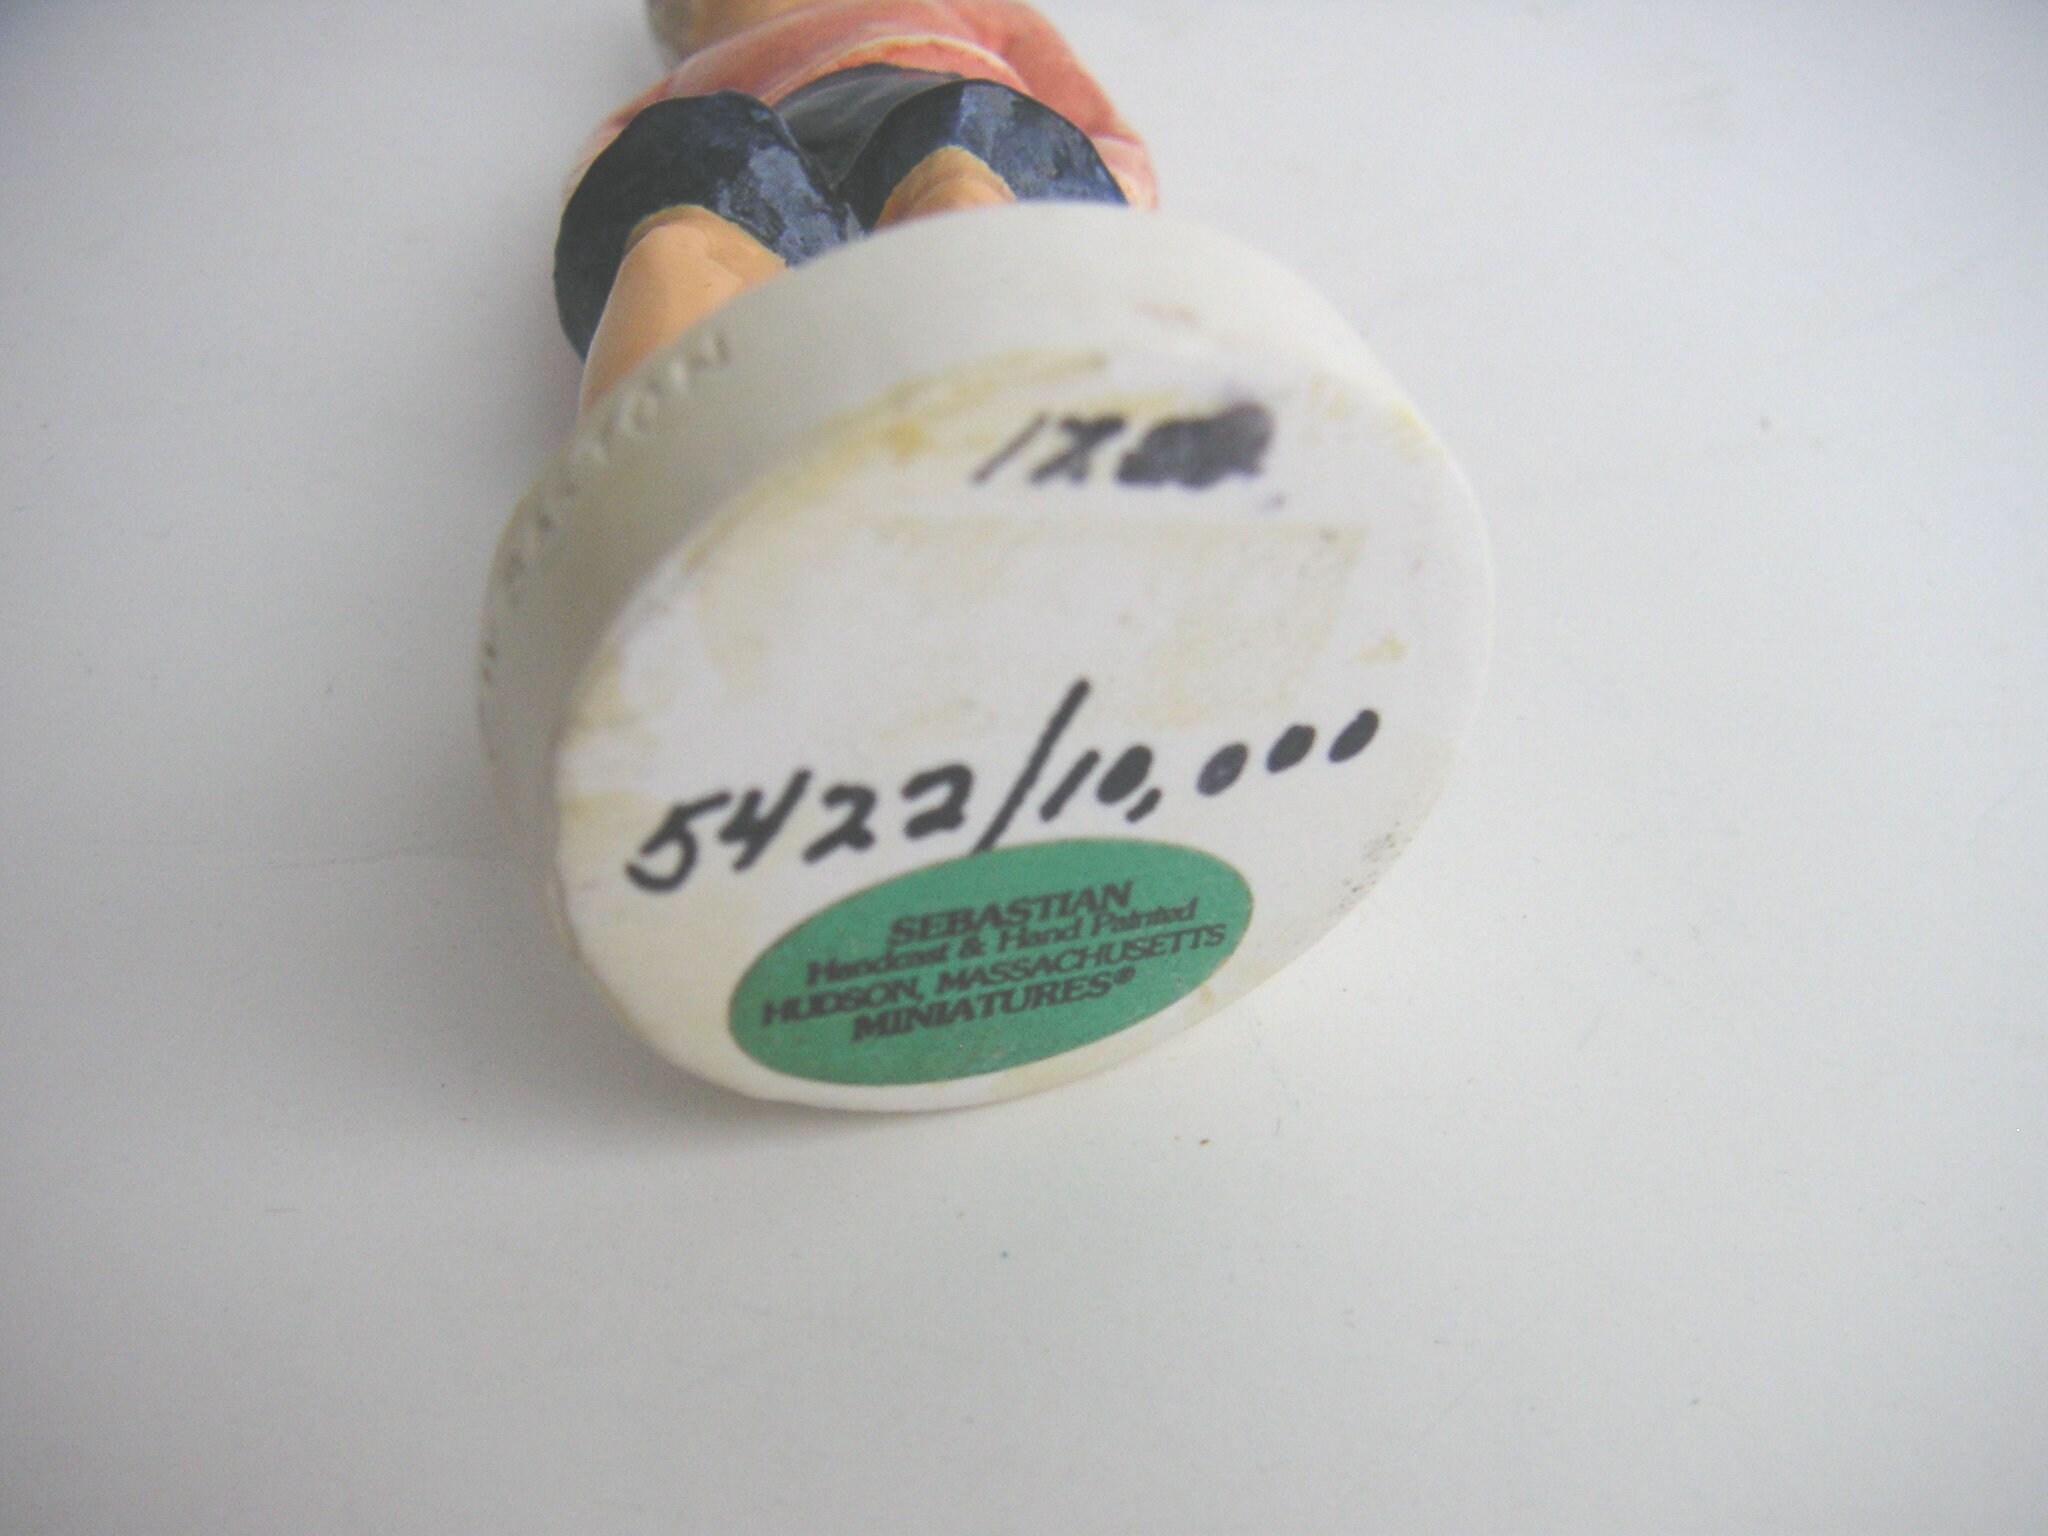 5422/10,000
SEBASTIAN
Handcast & Hand Painted
HUDSON, MASSACHUSETTS
MINIATURES®